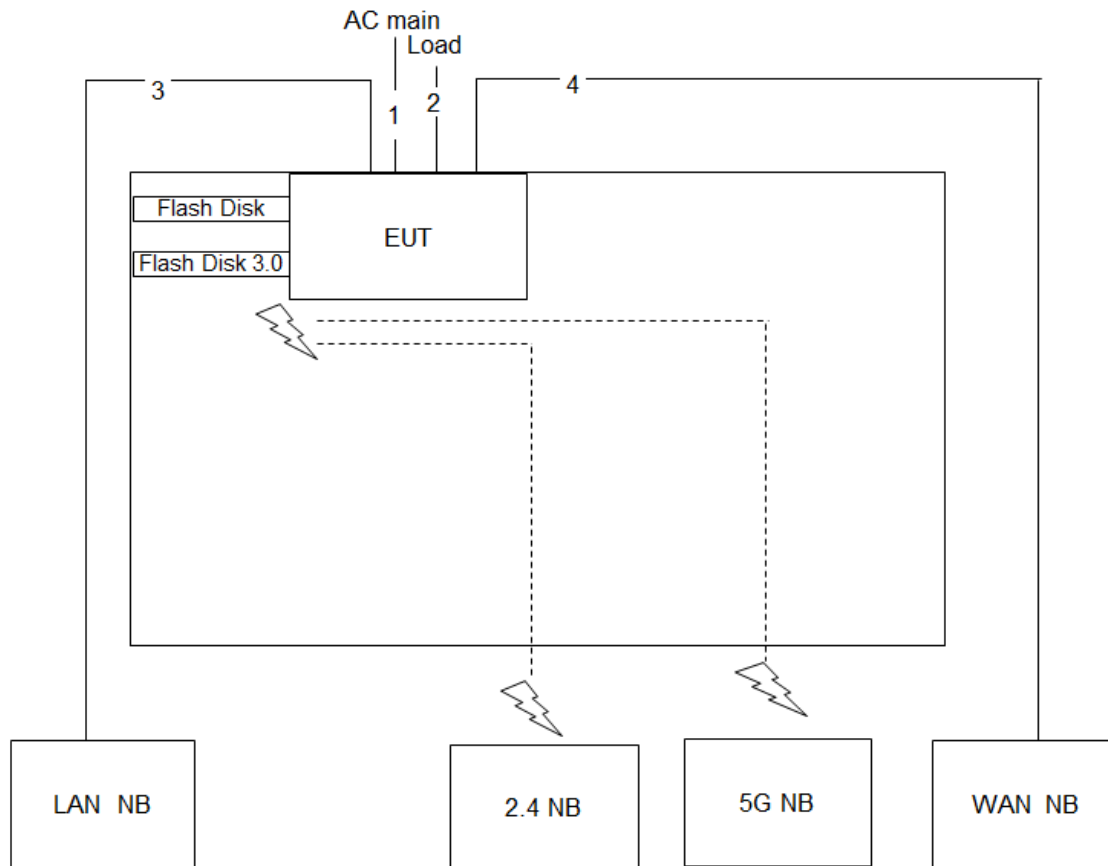 AC main
Load
3
1
2
4
Flash Disk
EUT
Flash Disk 3.0
LAN NB
2.4 NB
5G NB
WAN NB